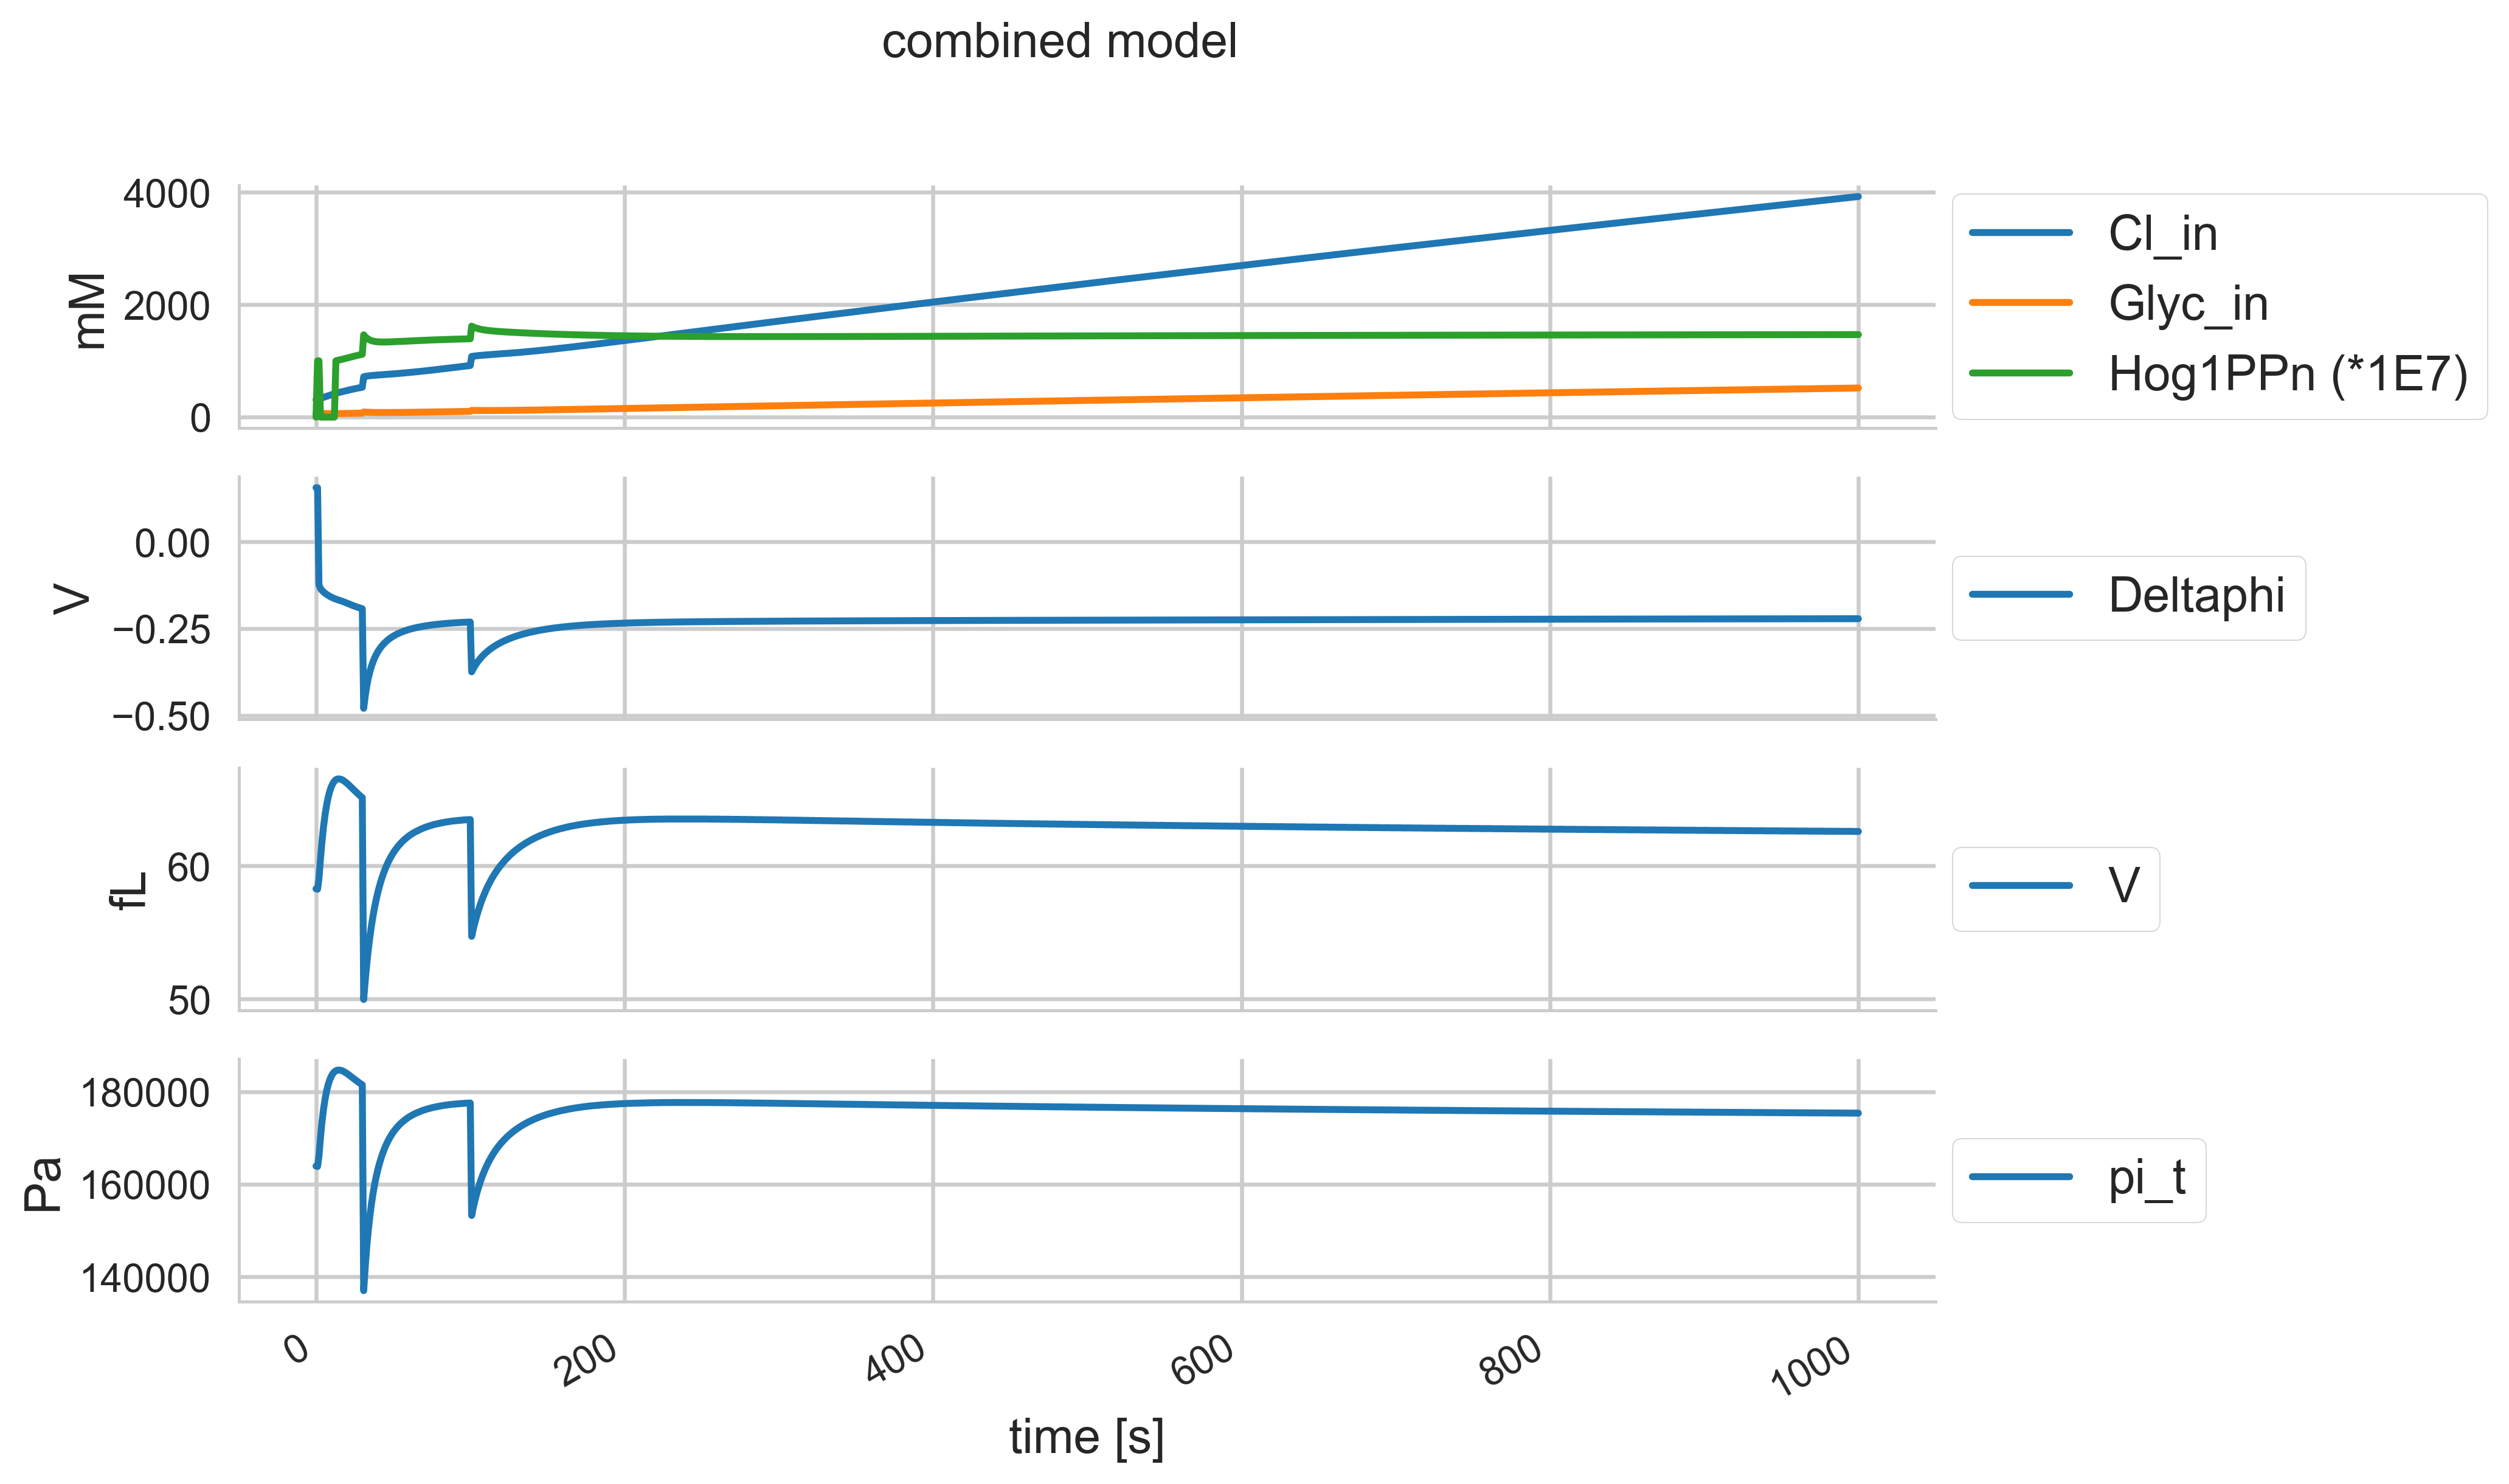 combined model
4000
2000
0
mM
Cl_in
Glyc_in
Hog1PPn (*1E7)
0.00
−0.25
−0.50
V
Deltaphi
60
50
fL
V
180000
160000
140000
Pa
pi_t
0
200
400
600
800
1000
time [s]